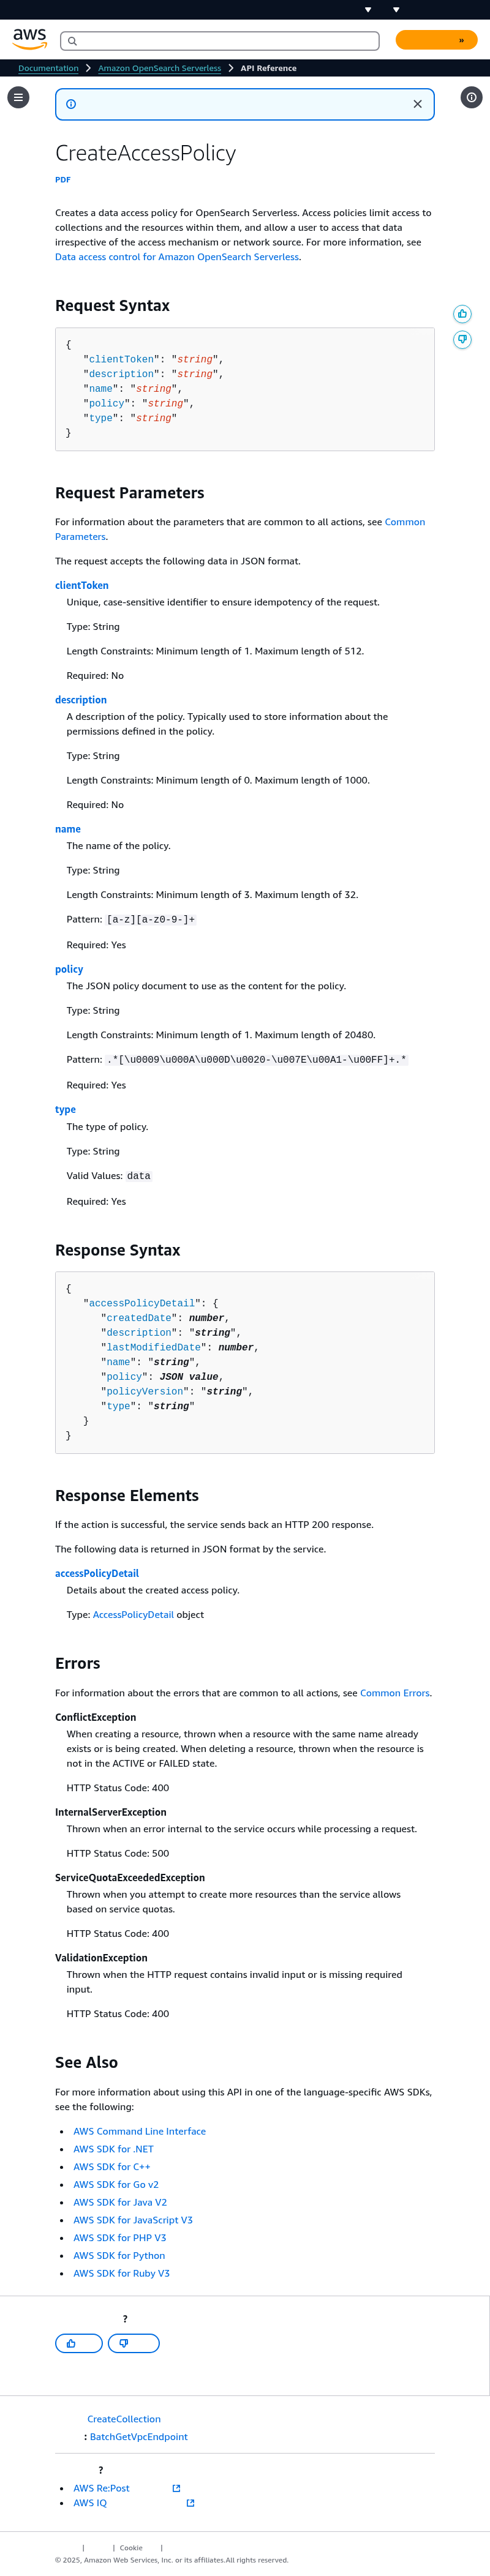 aws
»
Documentation
Amazon OpenSearch Serverless
API Reference
CreateAccessPolicy
PDF
Creates a data access policy for OpenSearch Serverless. Access policies limit access to
collections and the resources within them, and allow a user to access that data
irrespective of the access mechanism or network source. For more information, see
Data access control for Amazon OpenSearch Serverless.
Request Syntax
{
"clientToken": "string",
"description": "string",
"name": "string",
"policy": "string",
"type": "string"
}
Request Parameters
For information about the parameters that are common to all actions, see Common
Parameters.
The request accepts the following data in JSON format.
clientToken
Unique, case-sensitive identifier to ensure idempotency of the request.
Type: String
Length Constraints: Minimum length of 1. Maximum length of 512.
Required: No
description
A description of the policy. Typically used to store information about the
permissions defined in the policy.
Type: String
Length Constraints: Minimum length of 0. Maximum length of 1000.
Required: No
name
The name of the policy.
Type: String
Length Constraints: Minimum length of 3. Maximum length of 32.
Pattern: [a-z][a-z0-9-]+
Required: Yes
policy
The JSON policy document to use as the content for the policy.
Type: String
Length Constraints: Minimum length of 1. Maximum length of 20480.
Pattern: .*[\u0009\u000A\u000D\u0020-\u007E\u00A1-\u00FF]+.*
Required: Yes
type
The type of policy.
Type: String
Valid Values: data
Required: Yes
Response Syntax
{
"accessPolicyDetail": {
"createdDate": number,
"description": "string",
"lastModifiedDate": number,
"name": "string",
"policy": JSON value,
"policyVersion": "string",
"type": "string"
}
}
Response Elements
If the action is successful, the service sends back an HTTP 200 response.
The following data is returned in JSON format by the service.
accessPolicyDetail
Details about the created access policy.
Type: AccessPolicyDetail object
Errors
For information about the errors that are common to all actions, see Common Errors.
ConflictException
When creating a resource, thrown when a resource with the same name already
exists or is being created. When deleting a resource, thrown when the resource is
not in the ACTIVE or FAILED state.
HTTP Status Code: 400
InternalServerException
Thrown when an error internal to the service occurs while processing a request.
HTTP Status Code: 500
ServiceQuotaExceededException
Thrown when you attempt to create more resources than the service allows
based on service quotas.
HTTP Status Code: 400
ValidationException
Thrown when the HTTP request contains invalid input or is missing required
input.
HTTP Status Code: 400
See Also
For more information about using this API in one of the language-specific AWS SDKs,
see the following:
• AWS Command Line Interface
• AWS SDK for .NET
• AWS SDK for C++
• AWS SDK for Go v2
• AWS SDK for Java V2
• AWS SDK for JavaScript V3
• AWS SDK for PHP V3
• AWS SDK for Python
• AWS SDK for Ruby V3
?
CreateCollection
: BatchGetVpcEndpoint
?
• AWS Re:Post
• AWS IQ
| | Cookie |
© 2025, Amazon Web Services, Inc. or its affiliates.All rights reserved.